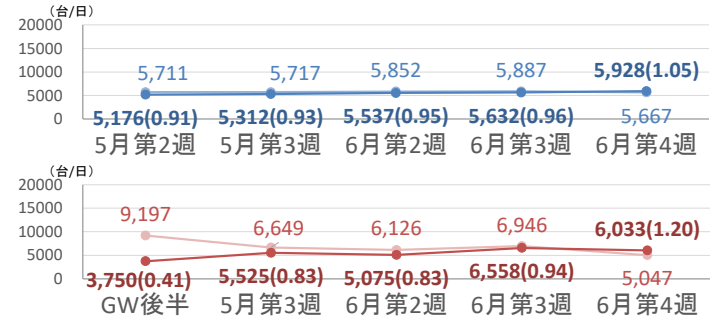 (台/日)
20000
15000
10000
5000
0
5,711 5,717 5,852 5,887 5,928(1.05)
5,176(0.91) 5,312(0.93) 5,537(0.95) 5,632(0.96) 5,667
5月第2週 5月第3週 6月第2週 6月第3週 6月第4週
(台/日)
20000
15000
10000
5000
0
9,197 6,649 6,126 6,946 6,033(1.20)
3,750(0.41) 5,525(0.83) 5,075(0.83) 6,558(0.94) 5,047
GW後半 5月第3週 6月第2週 6月第3週 6月第4週